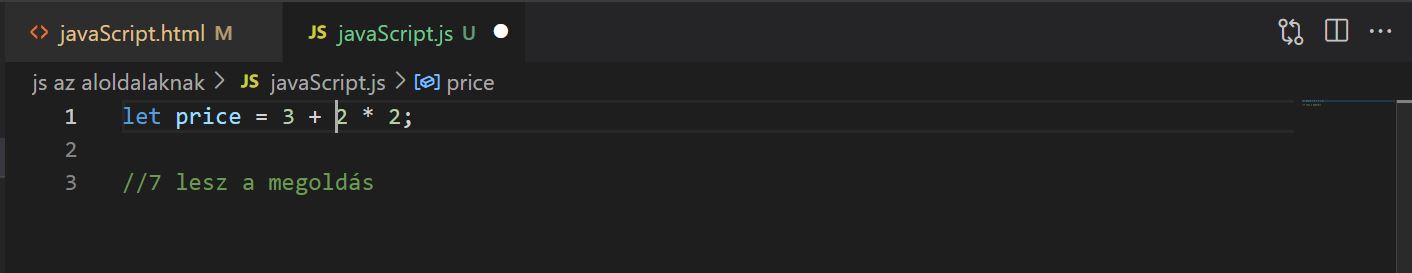 <> javaScript.html M JS javaScript.js U
js az aloldalaknak > JS javaScript.js > price
1 let price = 3 + 2 * 2;
2
3 //7 lesz a megoldás